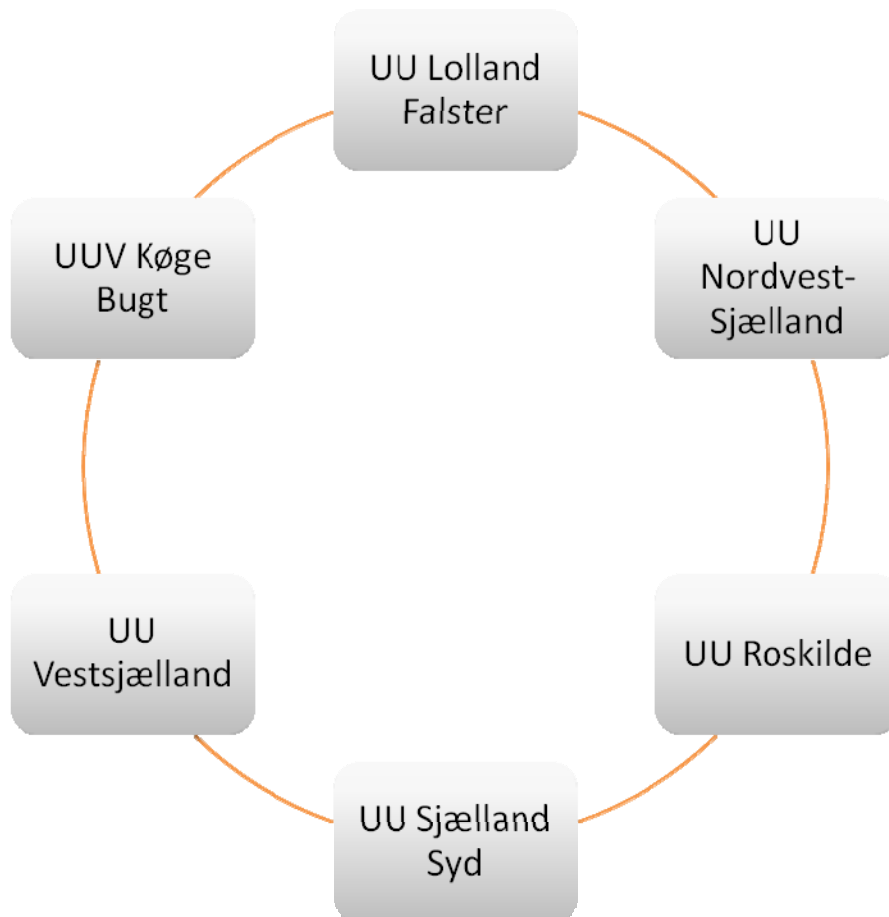 UU Lolland
Falster
UU
Nordvest-
Sjælland
UU Roskilde
UU Sjælland
Syd
UU
Vestsjælland
UUV Køge
Bugt